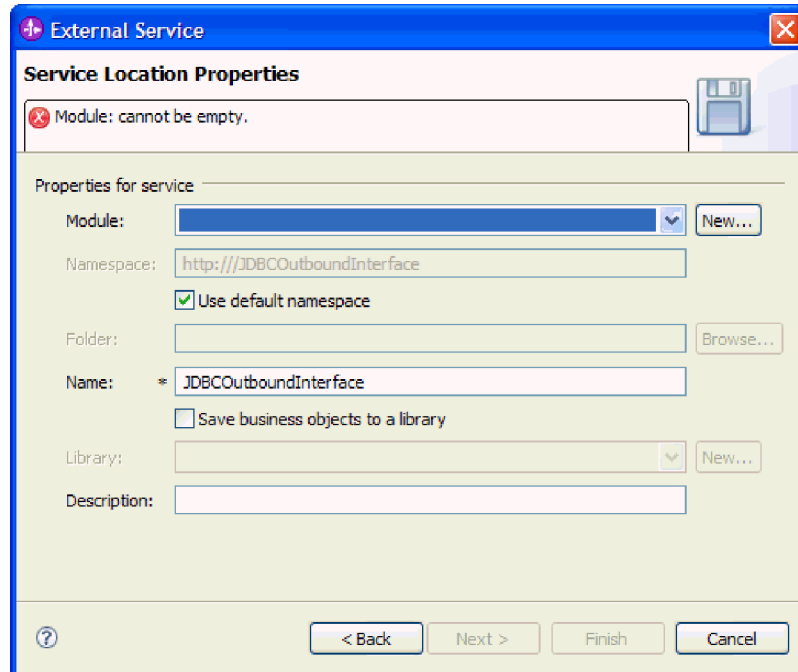 External Service
Service Location Properties
Module: cannot be empty.
Properties for service
Module: New...
Namespace: http:///JDBCOutboundInterface
Use default namespace
Folder: Browse...
Name: * JDBCOutboundInterface
Save business objects to a library
Library: New...
Description:
? < Back Next > Finish Cancel